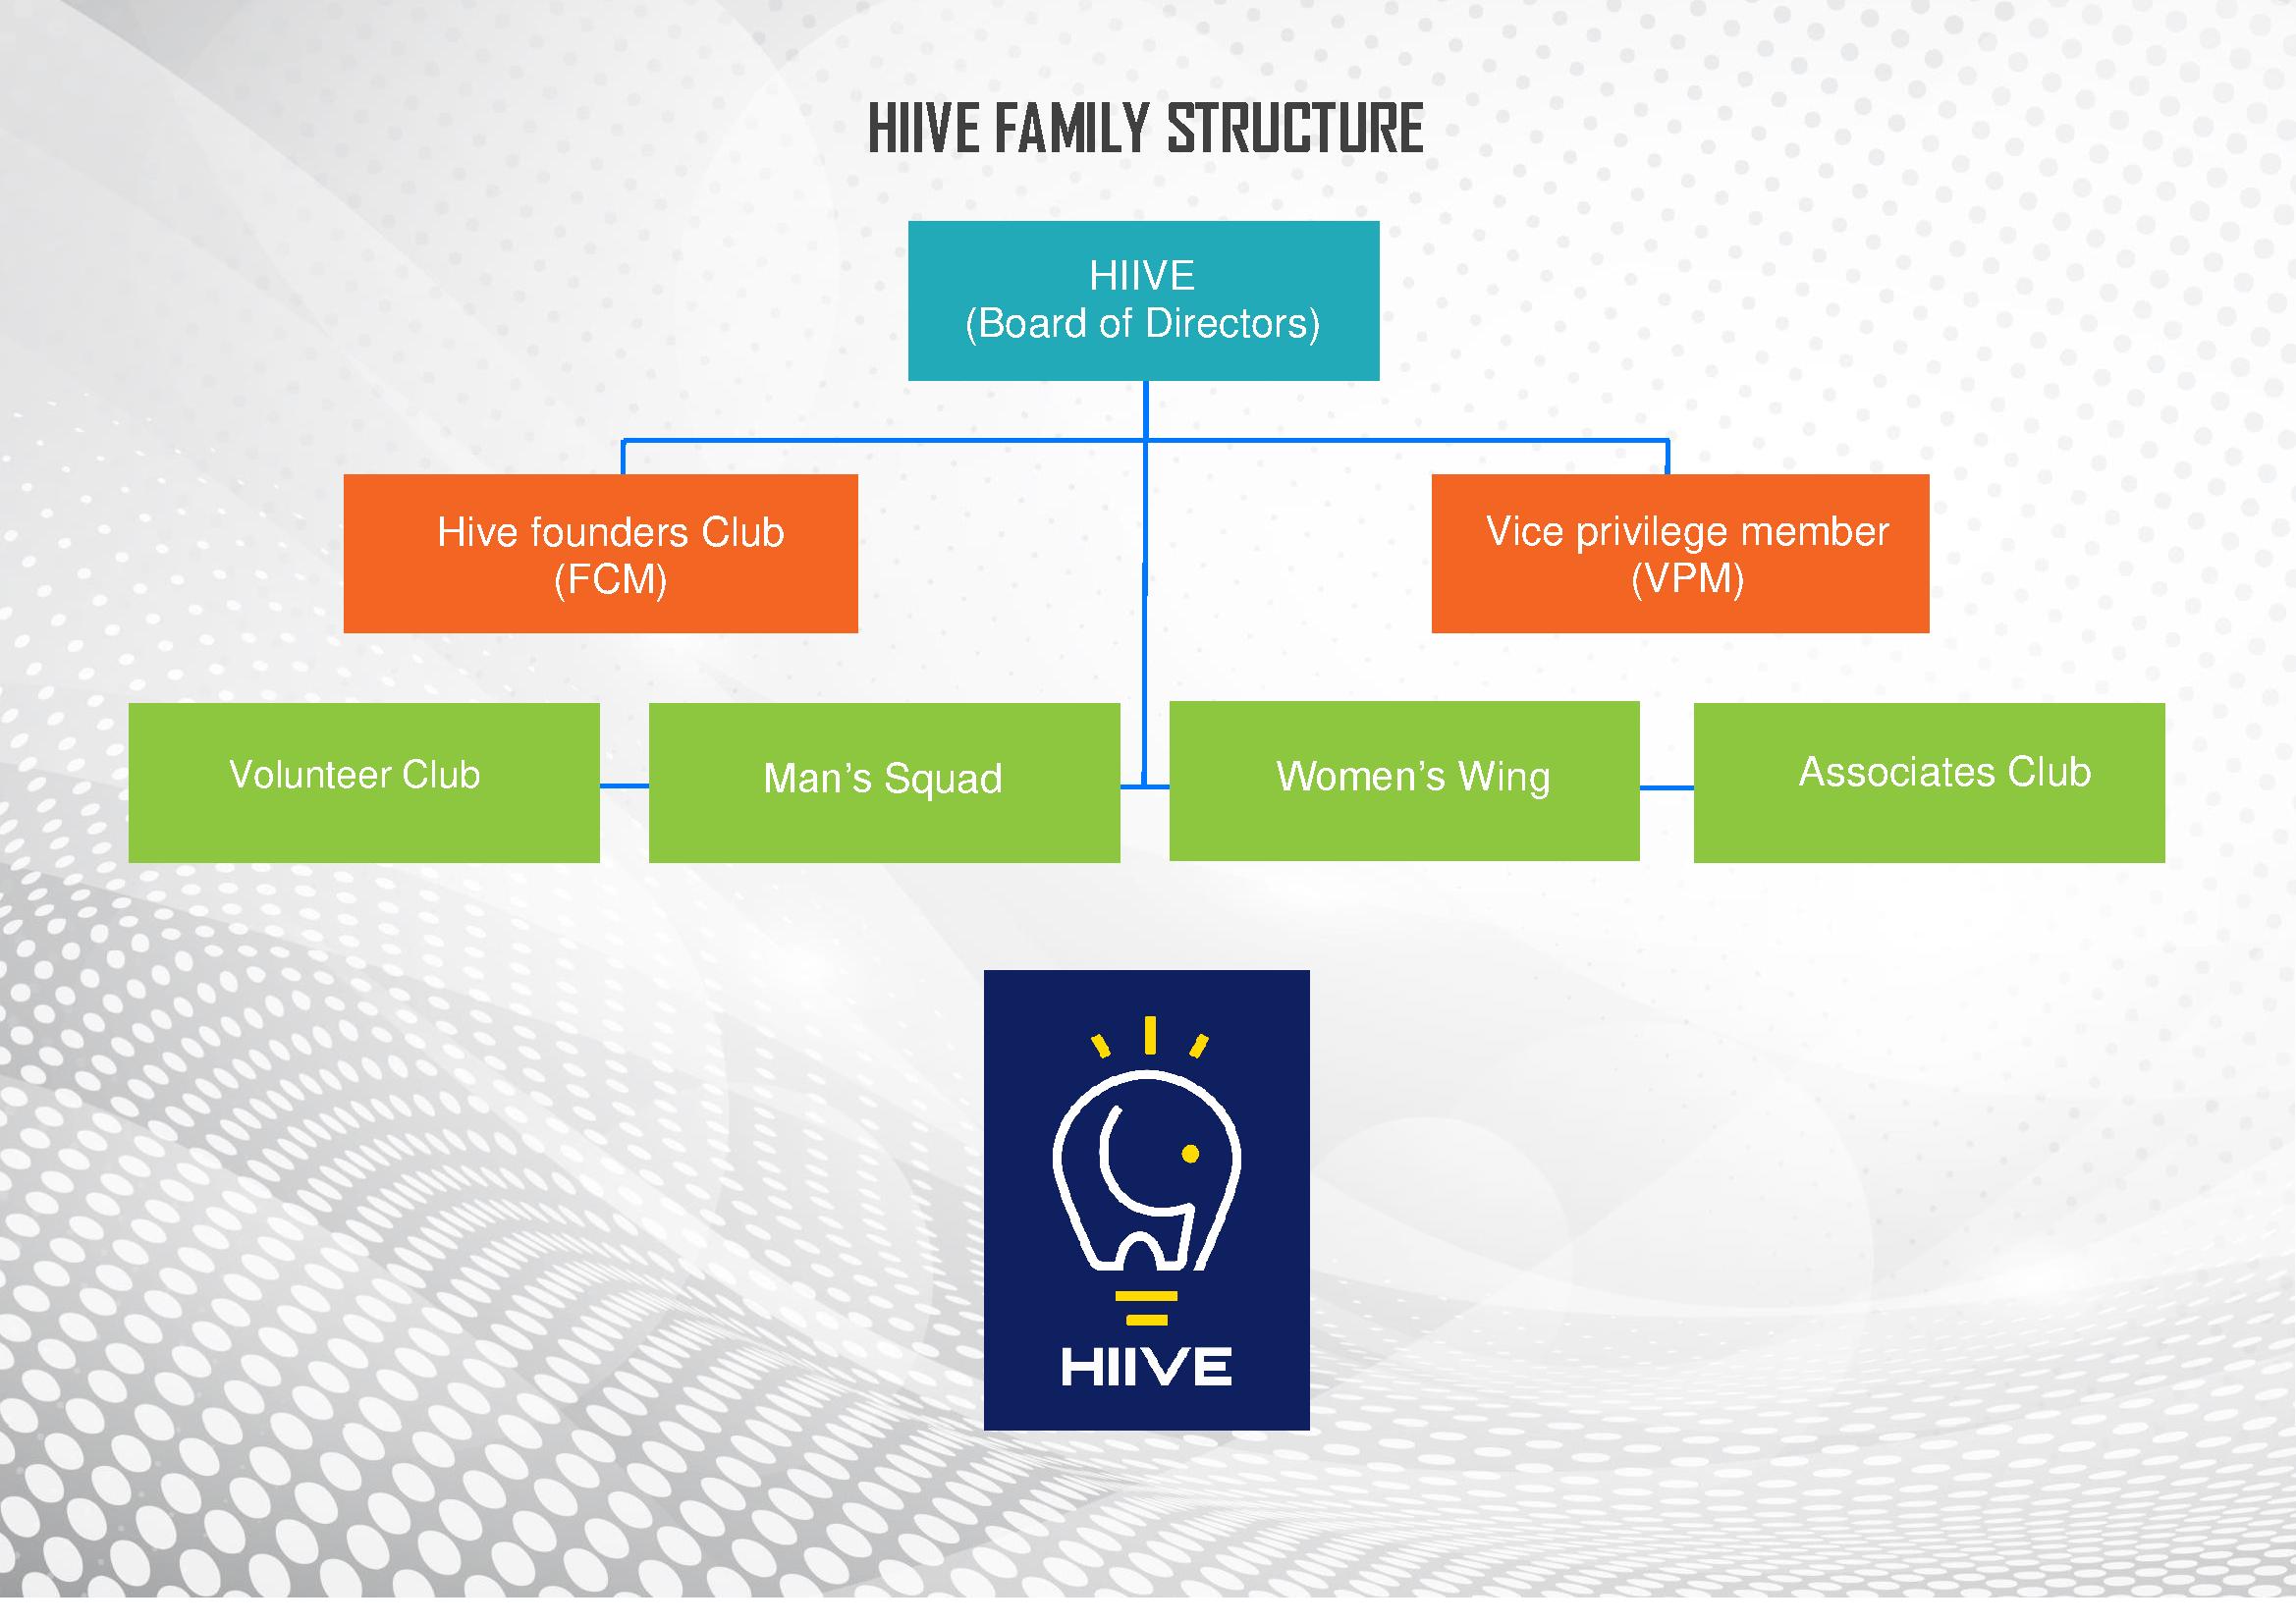 HIIVE FAMILY STRUCTURE
HIIVE
(Board of Directors)
Hive founders Club
(FCM)
Vice privilege member
(VPM)
Volunteer Club
Man’s Squad
Women’s Wing
Associates Club
HIIVE